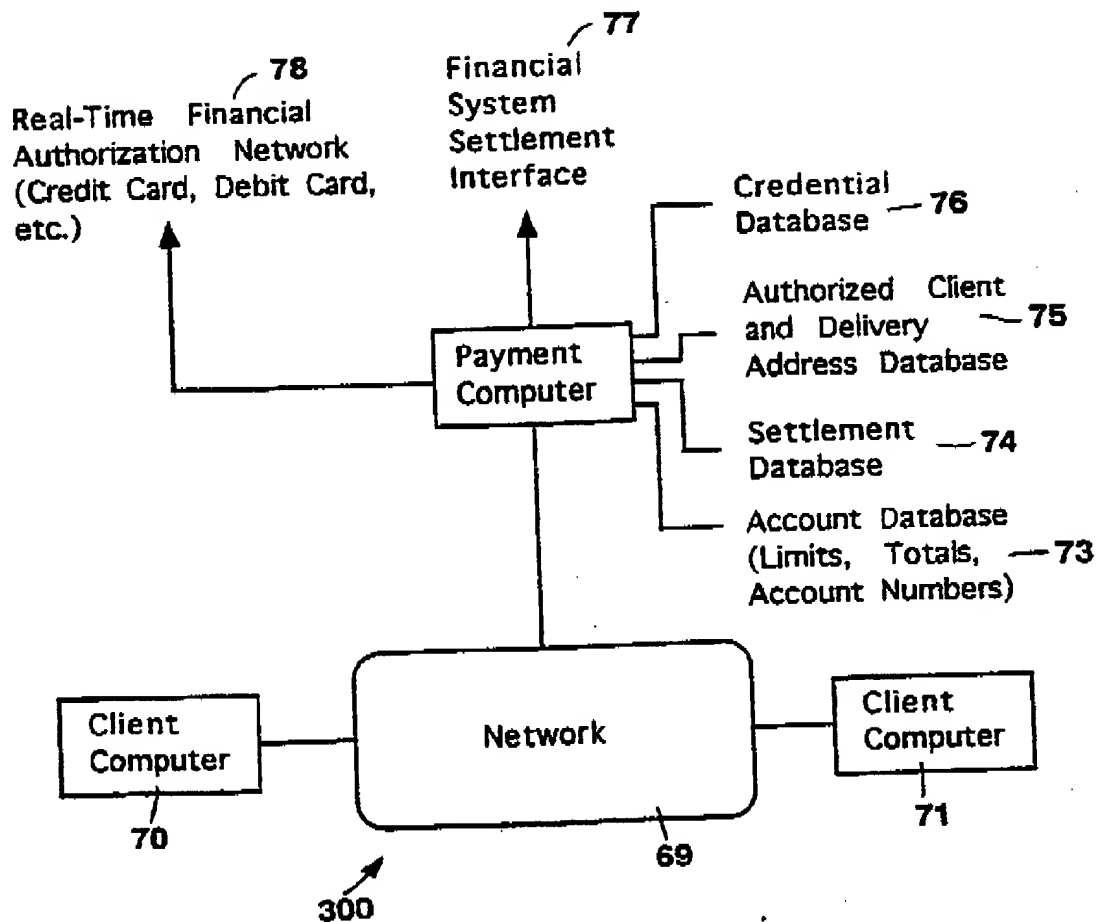 77
78
Real-Time Financial
Authorization Network
(Credit Card, Debit Card,
etc.)
Financial
System
Settlement
Interface
Credential
Database
76
Authorized Client
and Delivery
Address Database
75
Payment
Computer
Settlement
Database
74
Account Database
(Limits, Totals,
Account Numbers)
73
Client
Computer
70
Network
69
Client
Computer
71
300